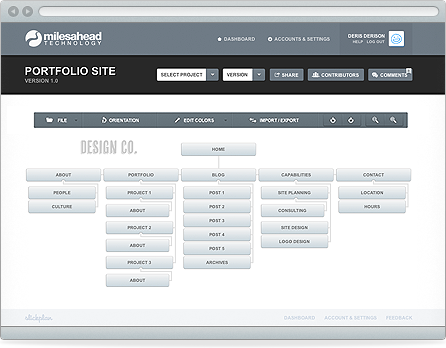 milesahead
TECHNOLOGY
DASHBOARD
ACCOUNTS & SETTINGS
DERIS DERISON
HELP LOG OUT
PORTFOLIO SITE
VERSION 1.0
SELECT PROJECT
VERSION
SHARE
CONTRIBUTORS
COMMENTS
FILE
ORIENTATION
EDIT COLORS
IMPORT / EXPORT
DESIGN CO.
HOME
ABOUT
PORTFOLIO
BLOG
CAPABILITIES
CONTACT
PEOPLE
PROJECT 1
POST 1
SITE PLANNING
LOCATION
CULTURE
ABOUT
POST 2
CONSULTING
HOURS
PROJECT 2
POST 3
SITE DESIGN
ABOUT
POST 4
LOGO DESIGN
PROJECT 3
POST 5
ABOUT
ARCHIVES
slickplan
DASHBOARD
ACCOUNT & SETTINGS
FEEDBACK